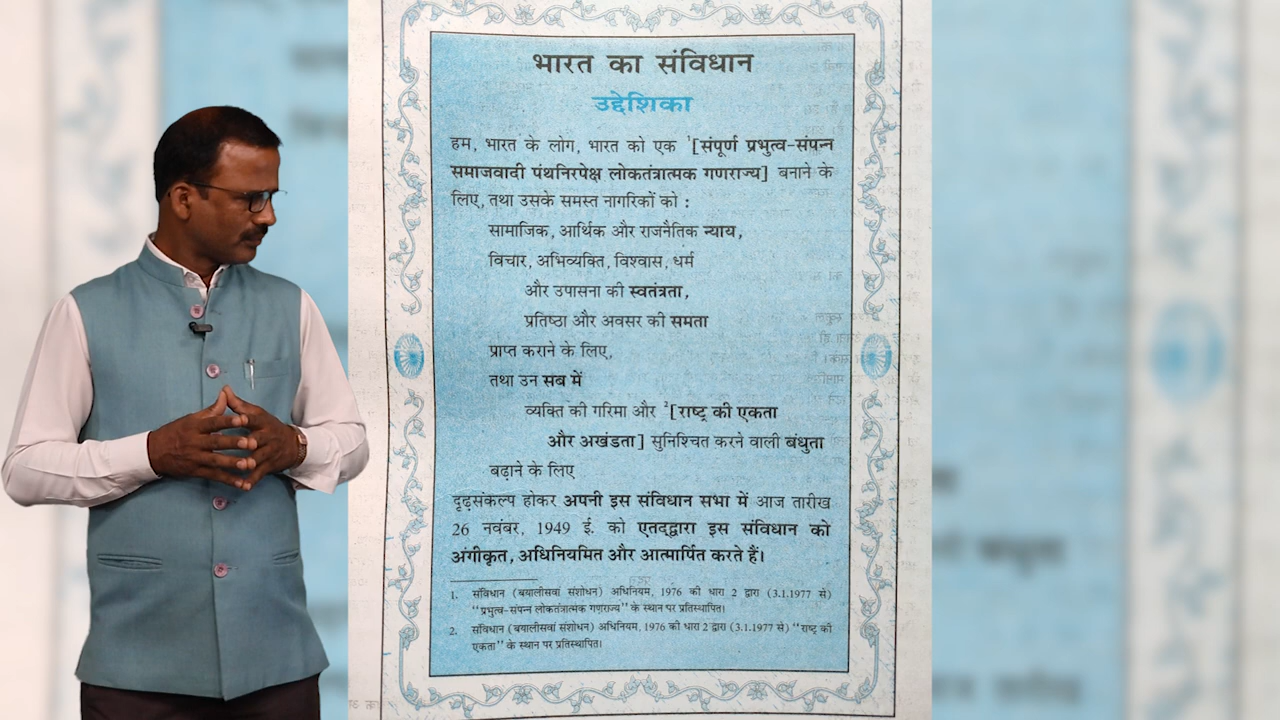 भारत का संविधान
उद्देशिका
हम, भारत के लोग, भारत को एक ¹[संपूर्ण प्रभुत्व-संपन्न
समाजवादी पंथनिरपेक्ष लोकतंत्रात्मक गणराज्य] बनाने के
लिए, तथा उसके समस्त नागरिकों को :
सामाजिक, आर्थिक और राजनैतिक न्याय,
विचार, अभिव्यक्ति, विश्वास, धर्म
और उपासना की स्वतंत्रता,
प्रतिष्ठा और अवसर की समता
प्राप्त कराने के लिए,
तथा उन सब में
व्यक्ति की गरिमा और ²[राष्ट्र की एकता
और अखंडता] सुनिश्चित करने वाली बंधुता
बढ़ाने के लिए
दृढ़संकल्प होकर अपनी इस संविधान सभा में आज तारीख
26 नवंबर, 1949 ई. को एतद्द्वारा इस संविधान को
अंगीकृत, अधिनियमित और आत्मार्पित करते हैं।
1. संविधान (बयालीसवां संशोधन) अधिनियम, 1976 की धारा 2 द्वारा (3.1.1977 से)
"प्रभुत्व-संपन्न लोकतंत्रात्मक गणराज्य" के स्थान पर प्रतिस्थापित।
2. संविधान (बयालीसवां संशोधन) अधिनियम, 1976 की धारा 2 द्वारा (3.1.1977 से) "राष्ट्र की
एकता" के स्थान पर प्रतिस्थापित।